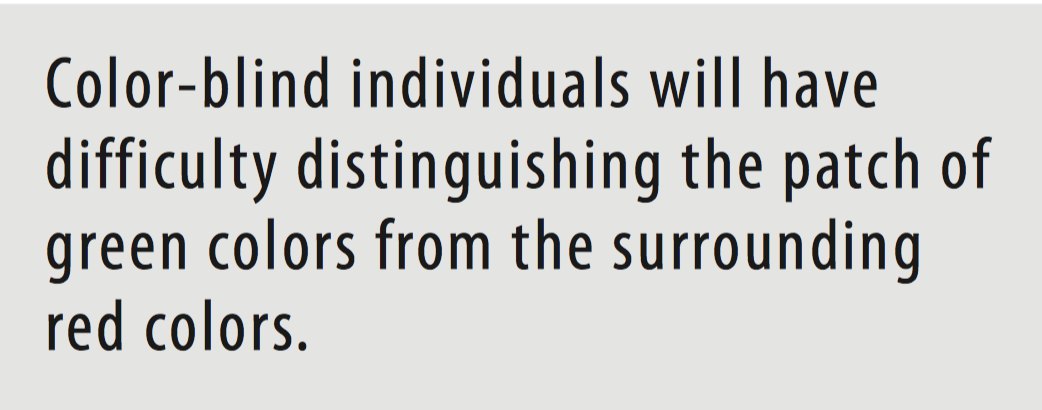 Color-blind individuals will have
difficulty distinguishing the patch of
green colors from the surrounding
red colors.